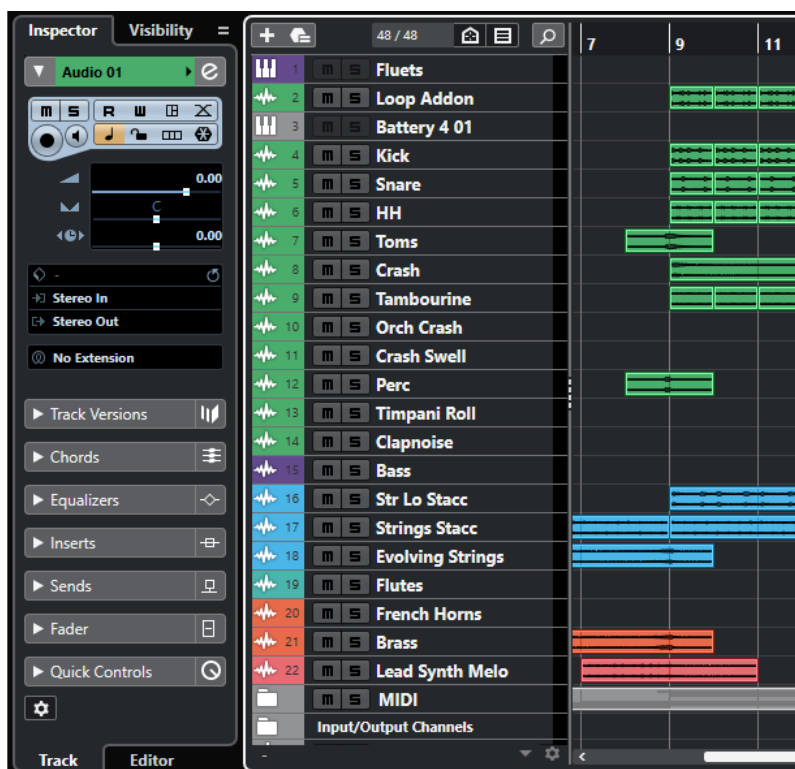 Inspector Visibility
Audio 01 e
m S R W
0.00
C
0.00
-
Stereo In
Stereo Out
No Extension
Track Versions
Chords
Equalizers
Inserts
Sends
Fader
Quick Controls
Track Editor
48 / 48
7 9 11
1 m S Fluets
2 m S Loop Addon
3 m S Battery 4 01
4 m S Kick
5 m S Snare
6 m S HH
7 m S Toms
8 m S Crash
9 m S Tambourine
10 m S Orch Crash
11 m S Crash Swell
12 m S Perc
13 m S Timpani Roll
14 m S Clapnoise
15 m S Bass
16 m S Str Lo Stacc
17 m S Strings Stacc
18 m S Evolving Strings
19 m S Flutes
20 m S French Horns
21 m S Brass
22 m S Lead Synth Melo
m S MIDI
Input/Output Channels
-